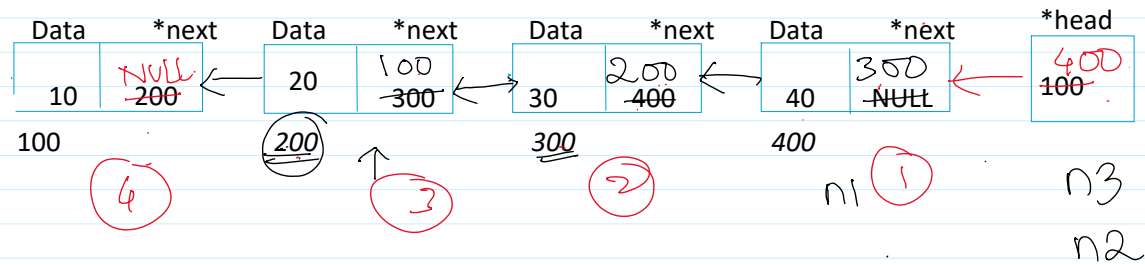 Data *next Data *next Data *next Data *next *head
NULL 100 200 300 400
10 200 20 300 30 400 40 NULL 100
100 200 300 400
4 3 2 n1 1 n3
n2